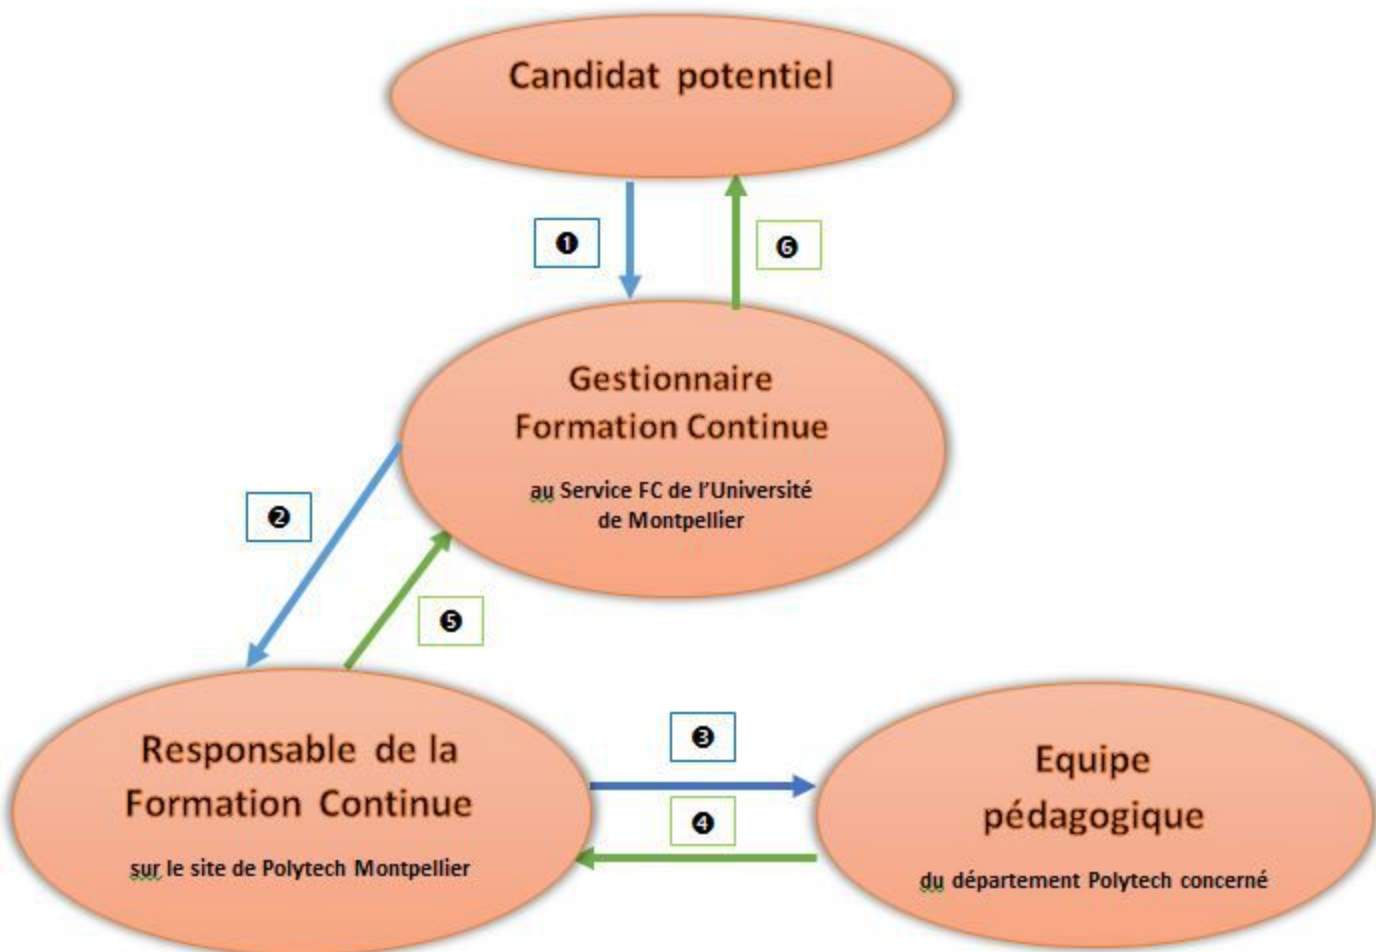 Candidat potentiel
❶
❻
Gestionnaire
Formation Continue
au Service FC de l'Université
de Montpellier
❷
❺
Responsable de la
Formation Continue
sur le site de Polytech Montpellier
❸
❹
Equipe
pédagogique
du département Polytech concerné